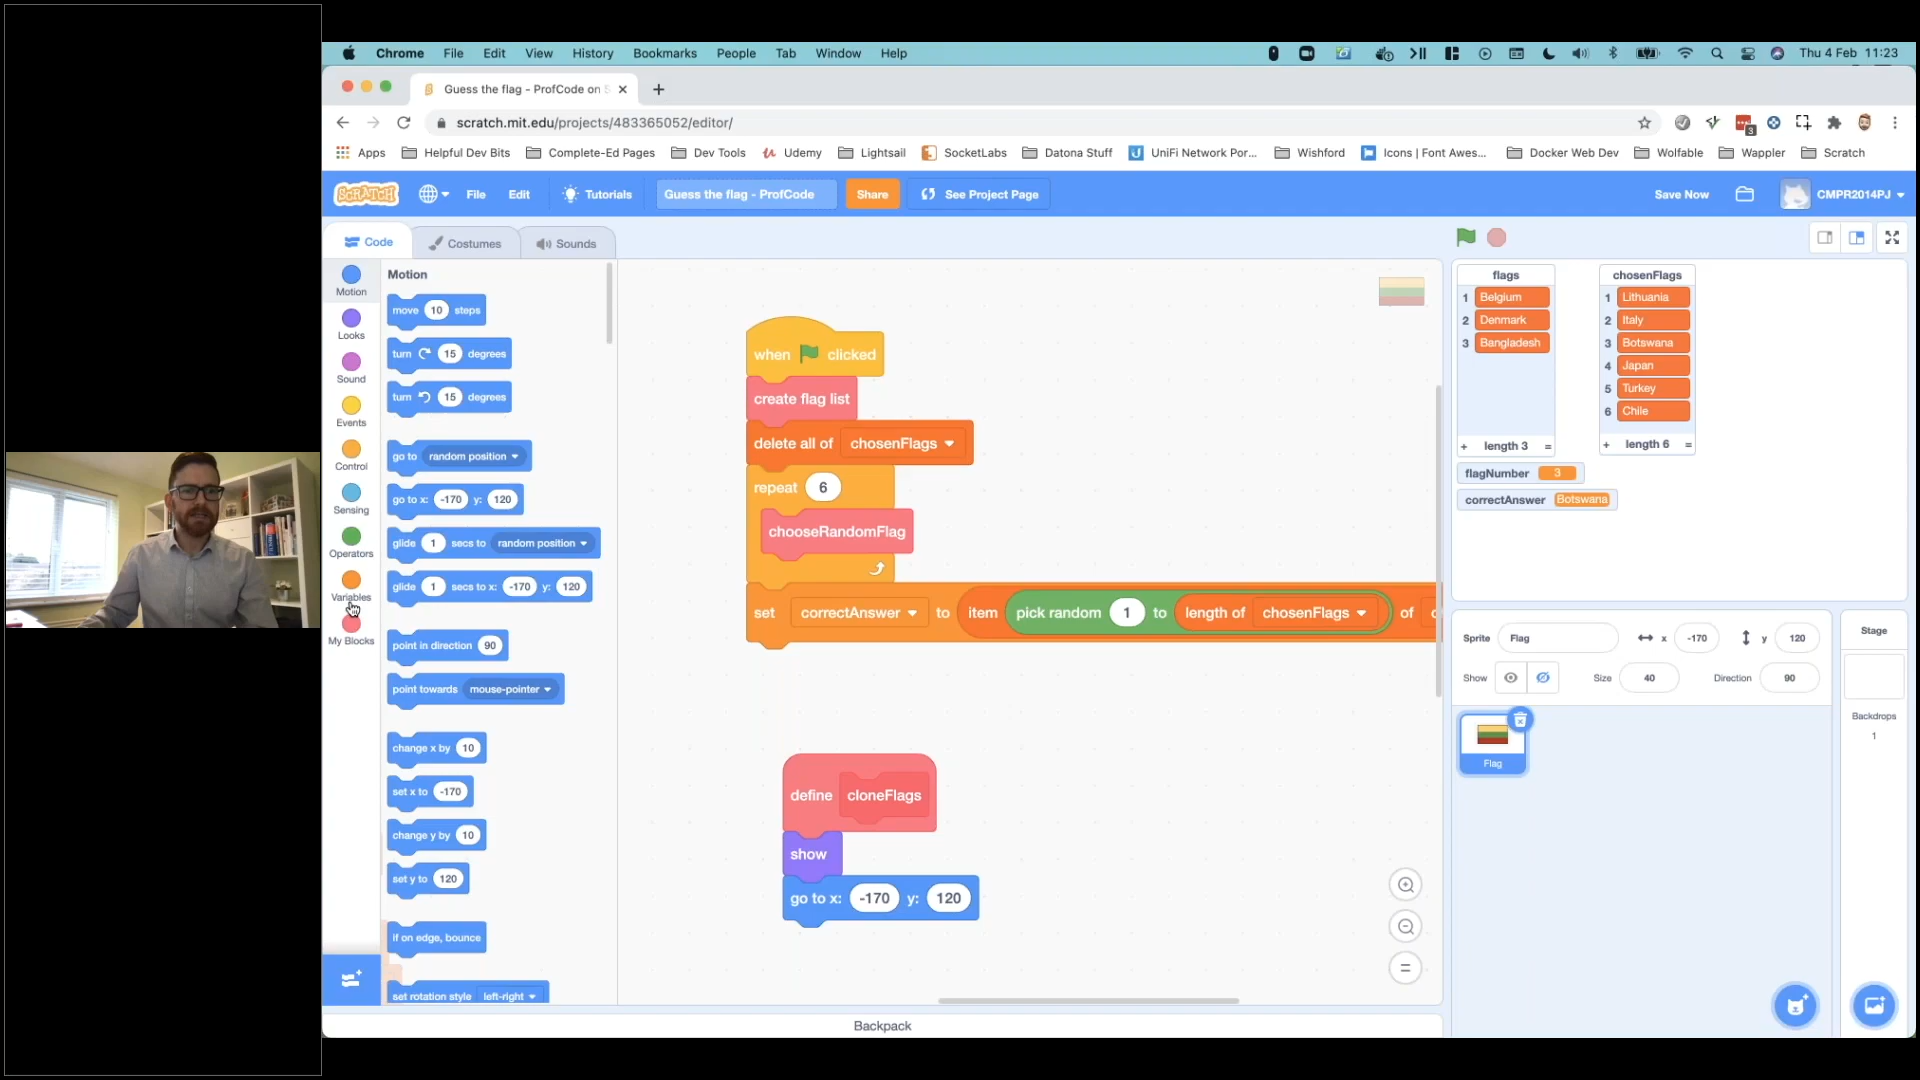 Chrome File Edit View History Bookmarks People Tab Window Help Thu 4 Feb 11:23
Guess the flag - ProfCode on S
scratch.mit.edu/projects/483365052/editor/
3
Apps Helpful Dev Bits Complete-Ed Pages Dev Tools Udemy Lightsail SocketLabs Datona Stuff UniFi Network Por... Wishford Icons | Font Awes... Docker Web Dev Wolfable Wappler Scratch
SCRATCH File Edit Tutorials Guess the flag - ProfCode Share See Project Page Save Now CMPR2014PJ
Code Costumes Sounds
Motion
Looks
Sound
Events
Control
Sensing
Operators
Variables
My Blocks
Motion
move 10 steps
turn 15 degrees
turn 15 degrees
go to random position
go to x: -170 y: 120
glide 1 secs to random position
glide 1 secs to x: -170 y: 120
point in direction 90
point towards mouse-pointer
change x by 10
set x to -170
change y by 10
set y to 120
if on edge, bounce
set rotation style left-right
when clicked
create flag list
delete all of chosenFlags
repeat 6
chooseRandomFlag
set correctAnswer to item pick random 1 to length of chosenFlags of
define cloneFlags
show
go to x: -170 y: 120
Backpack
flags
1 Belgium
2 Denmark
3 Bangladesh
+ length 3 =
chosenFlags
1 Lithuania
2 Italy
3 Botswana
4 Japan
5 Turkey
6 Chile
+ length 6 =
flagNumber 3
correctAnswer Botswana
Sprite Flag x -170 y 120
Show Size 40 Direction 90
Flag
Stage
Backdrops
1